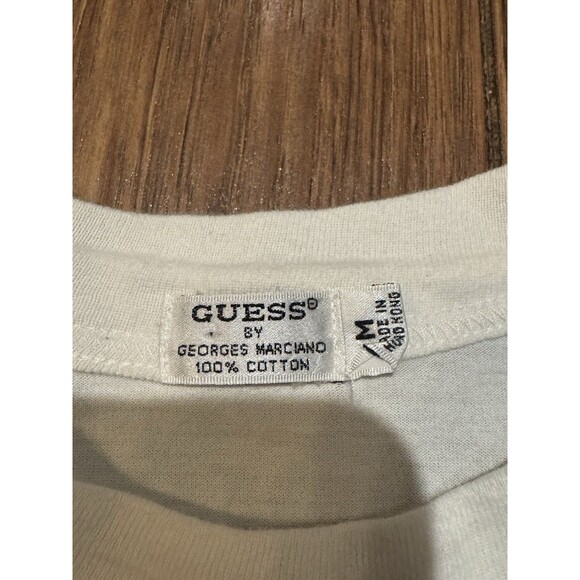 GUESS®
BY
GEORGES MARCIANO
100% COTTON
M
MADE IN
HONG KONG